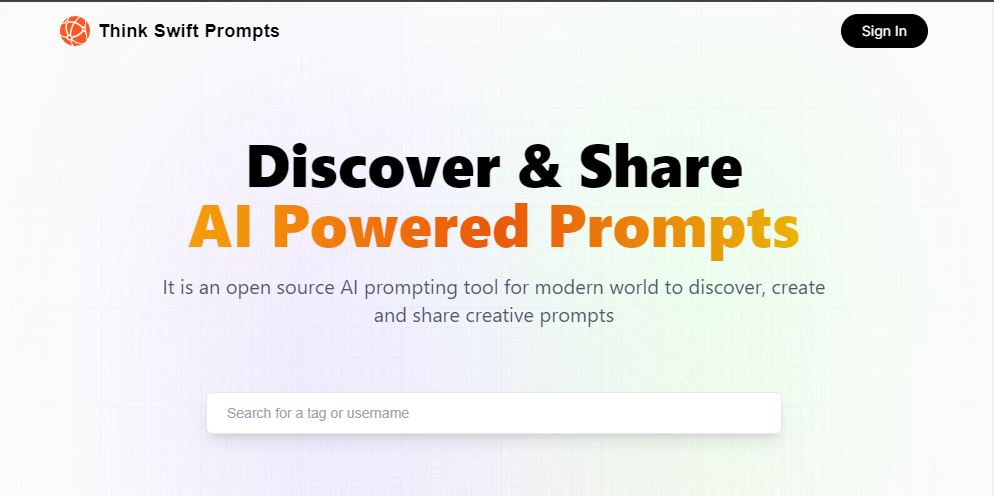 Think Swift Prompts
Sign In
Discover & Share
AI Powered Prompts
It is an open source AI prompting tool for modern world to discover, create
and share creative prompts
Search for a tag or username